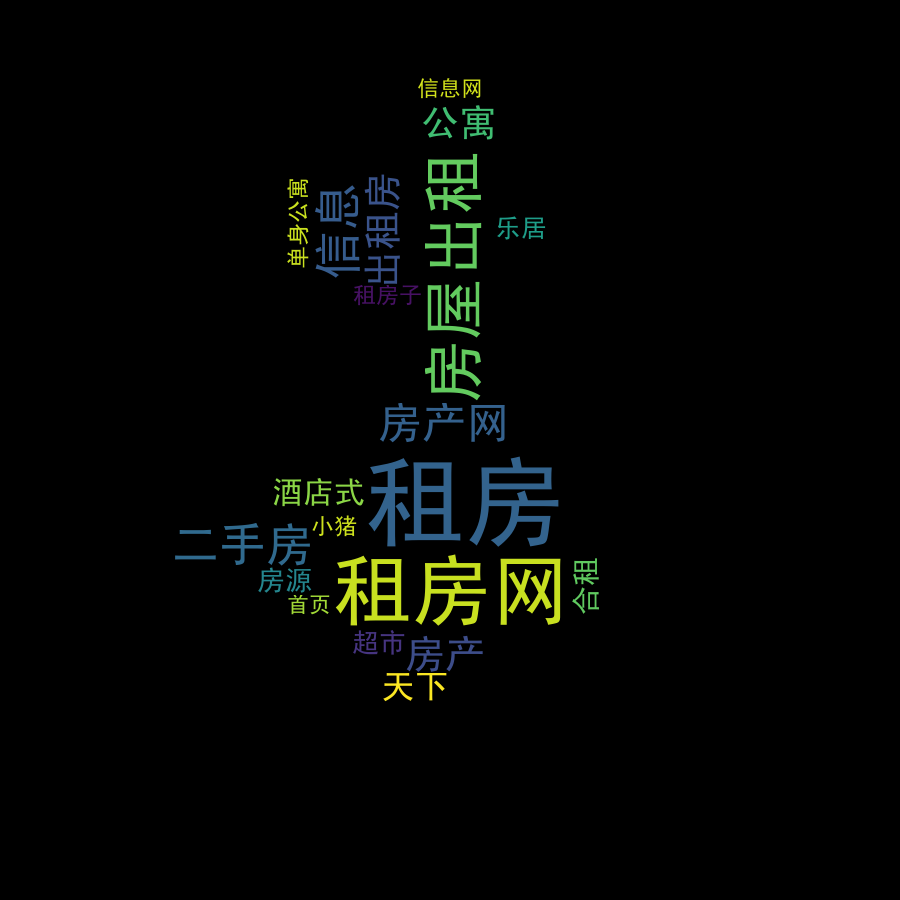 信息网
公寓
房屋出租
单身公寓
信息
出租房
乐居
租房子
房产网
租房
酒店式
小猪
二手房
租房网
合租
房源
首页
超市
房产
天下